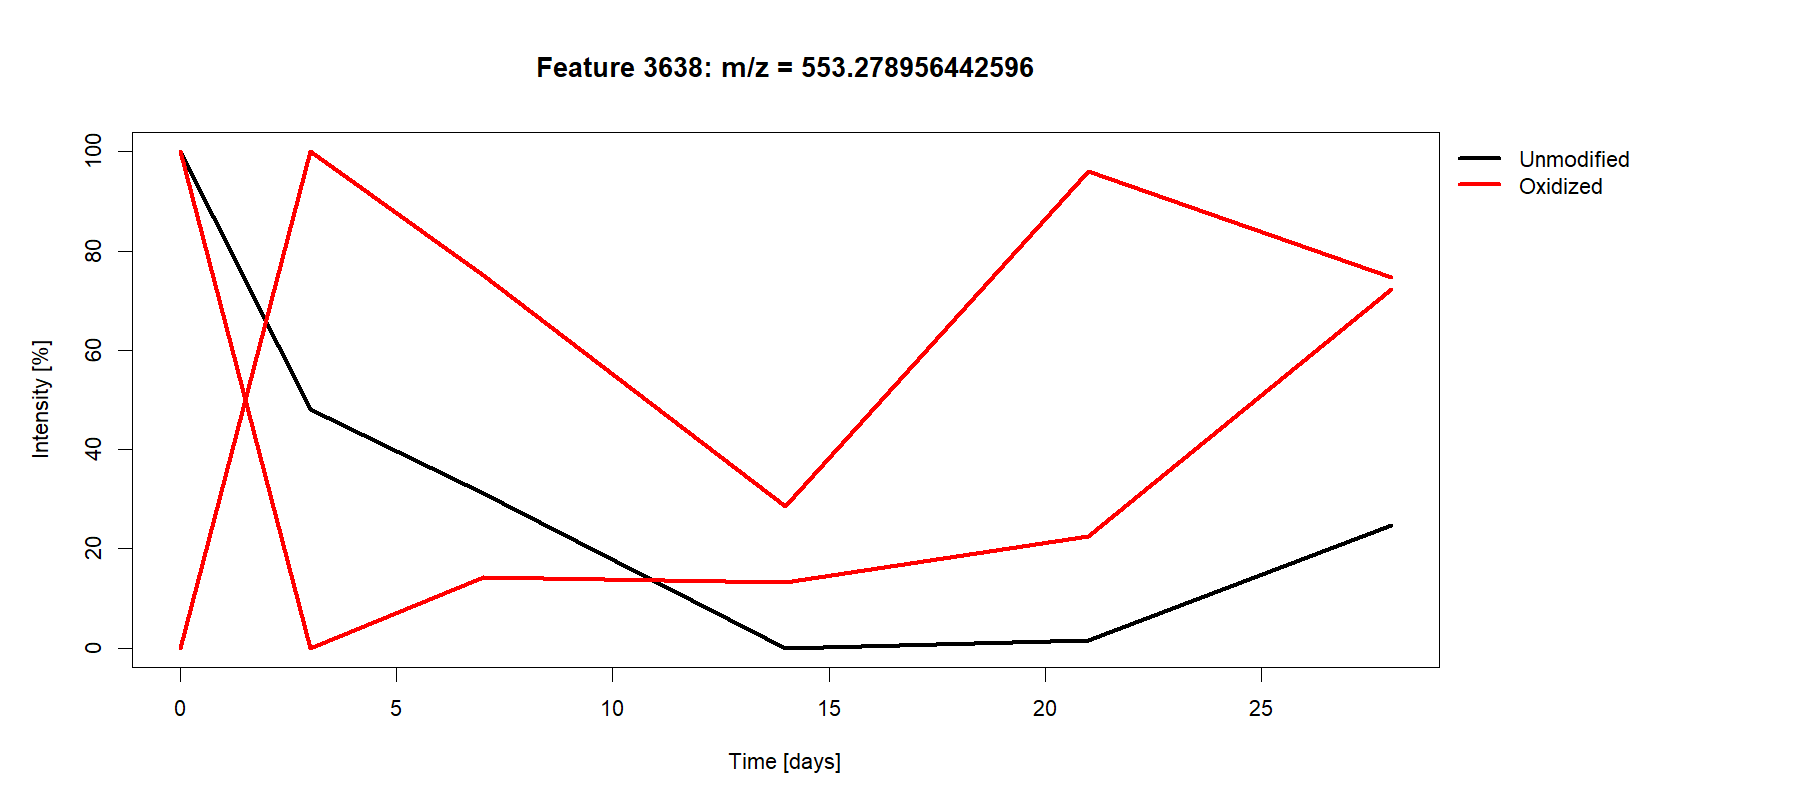 Feature 3638: m/z = 553.278956442596
Unmodified
Oxidized
Intensity [%]
100
80
60
40
20
0
0 5 10 15 20 25
Time [days]